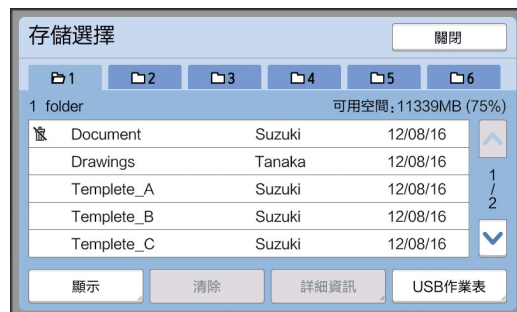 存儲選擇 關閉
1 2 3 4 5 6
1 folder 可用空間:11339MB (75%)
Document Suzuki 12/08/16
Drawings Tanaka 12/08/16
Templete_A Suzuki 12/08/16
Templete_B Suzuki 12/08/16
Templete_C Suzuki 12/08/16
1
/
2
顯示 清除 詳細資訊 USB作業表